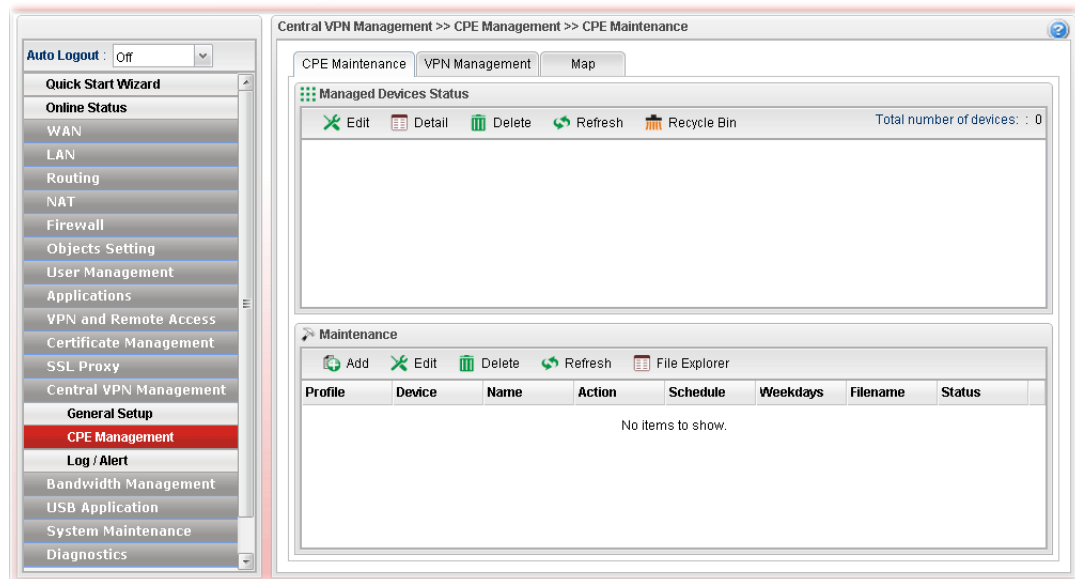 Central VPN Management >> CPE Management >> CPE Maintenance
Auto Logout : Off
Quick Start Wizard
Online Status
WAN
LAN
Routing
NAT
Firewall
Objects Setting
User Management
Applications
VPN and Remote Access
Certificate Management
SSL Proxy
Central VPN Management
General Setup
CPE Management
Log / Alert
Bandwidth Management
USB Application
System Maintenance
Diagnostics
CPE Maintenance VPN Management Map
Managed Devices Status
Edit Detail Delete Refresh Recycle Bin Total number of devices: : 0
Maintenance
Add Edit Delete Refresh File Explorer
Profile Device Name Action Schedule Weekdays Filename Status
No items to show.